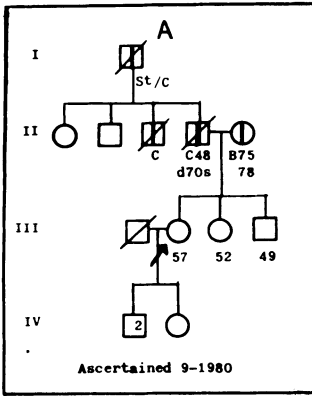 A
I
St/C
II
C C48 B75
d70s 78
III
57 52 49
IV
2
Ascertained 9-1980